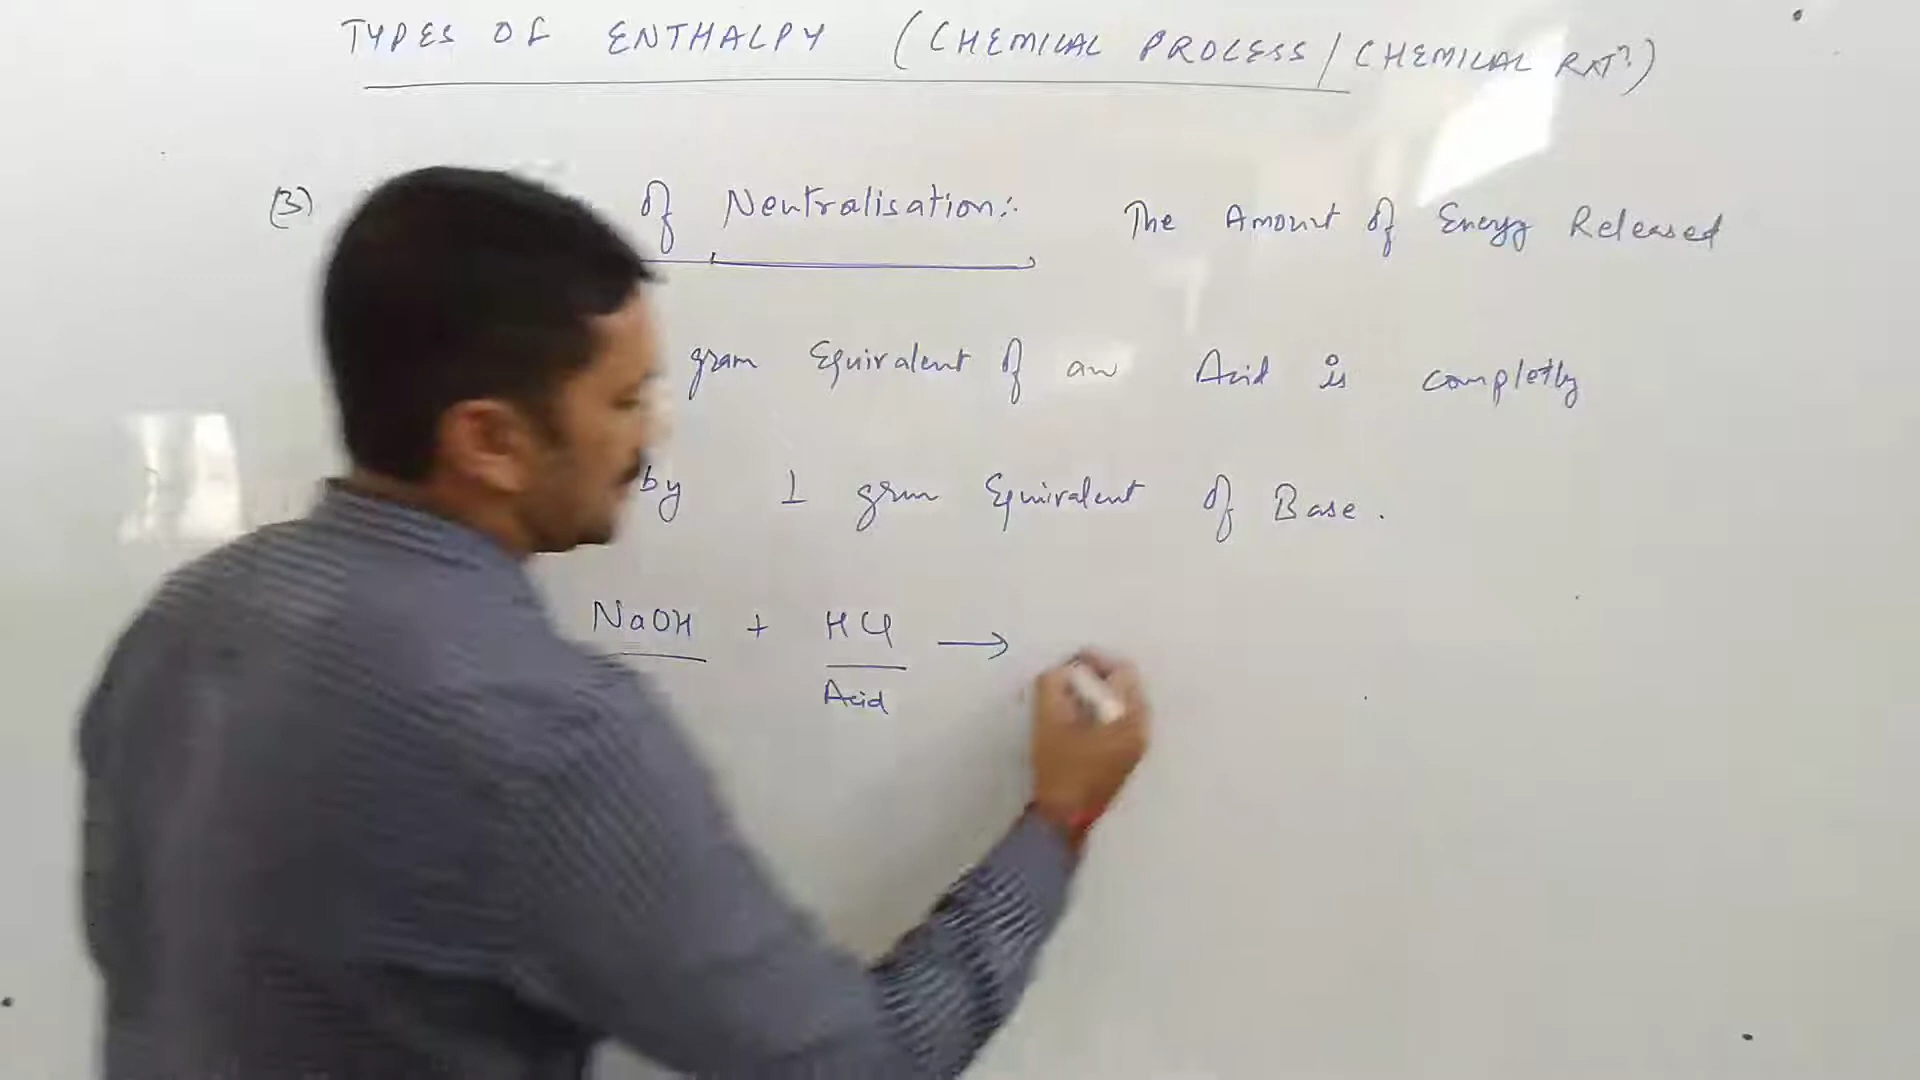 TYPES OF ENTHALPY (CHEMICAL PROCESS / CHEMICAL RXTn)
(3) of Neutralisation:- The Amount of Energy Released
gram Equivalent of an Acid is completly
by 1 gram Equivalent of Base.
NaOH + HCl →
Acid